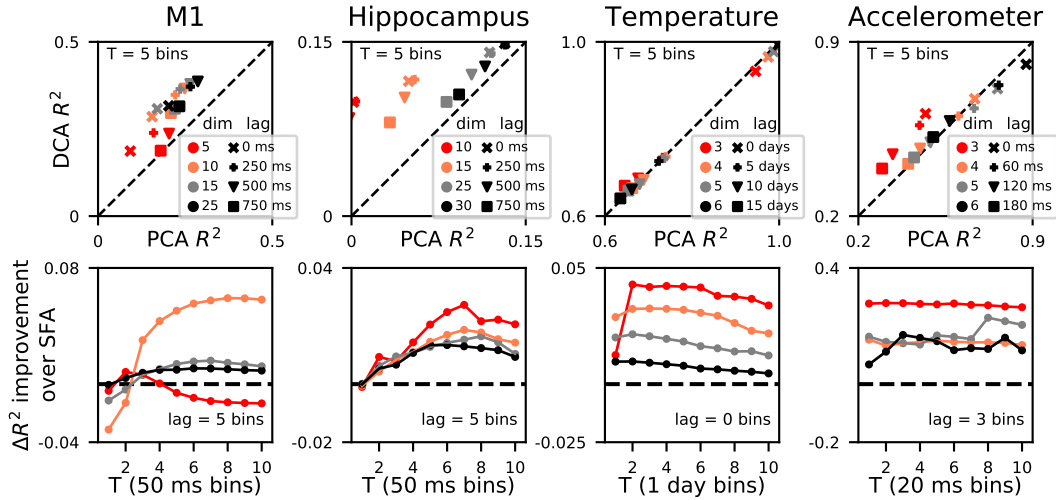 M1
Hippocampus
Temperature
Accelerometer
DCA R²
0.5
T = 5 bins
dim lag
5 0 ms
10 250 ms
15 500 ms
25 750 ms
0
0 PCA R² 0.5
0.15
T = 5 bins
dim lag
10 0 ms
15 250 ms
25 500 ms
30 750 ms
0
0 PCA R² 0.15
1.0
T = 5 bins
dim lag
3 0 days
4 5 days
5 10 days
6 15 days
0.6
0.6 PCA R² 1.0
0.9
T = 5 bins
dim lag
3 0 ms
4 60 ms
5 120 ms
6 180 ms
0.2
0.2 PCA R² 0.9
ΔR² improvement
over SFA
0.08
lag = 5 bins
-0.04
2 4 6 8 10
T (50 ms bins)
0.04
lag = 5 bins
-0.02
2 4 6 8 10
T (50 ms bins)
0.05
lag = 0 bins
-0.025
2 4 6 8 10
T (1 day bins)
0.4
lag = 3 bins
-0.2
2 4 6 8 10
T (20 ms bins)